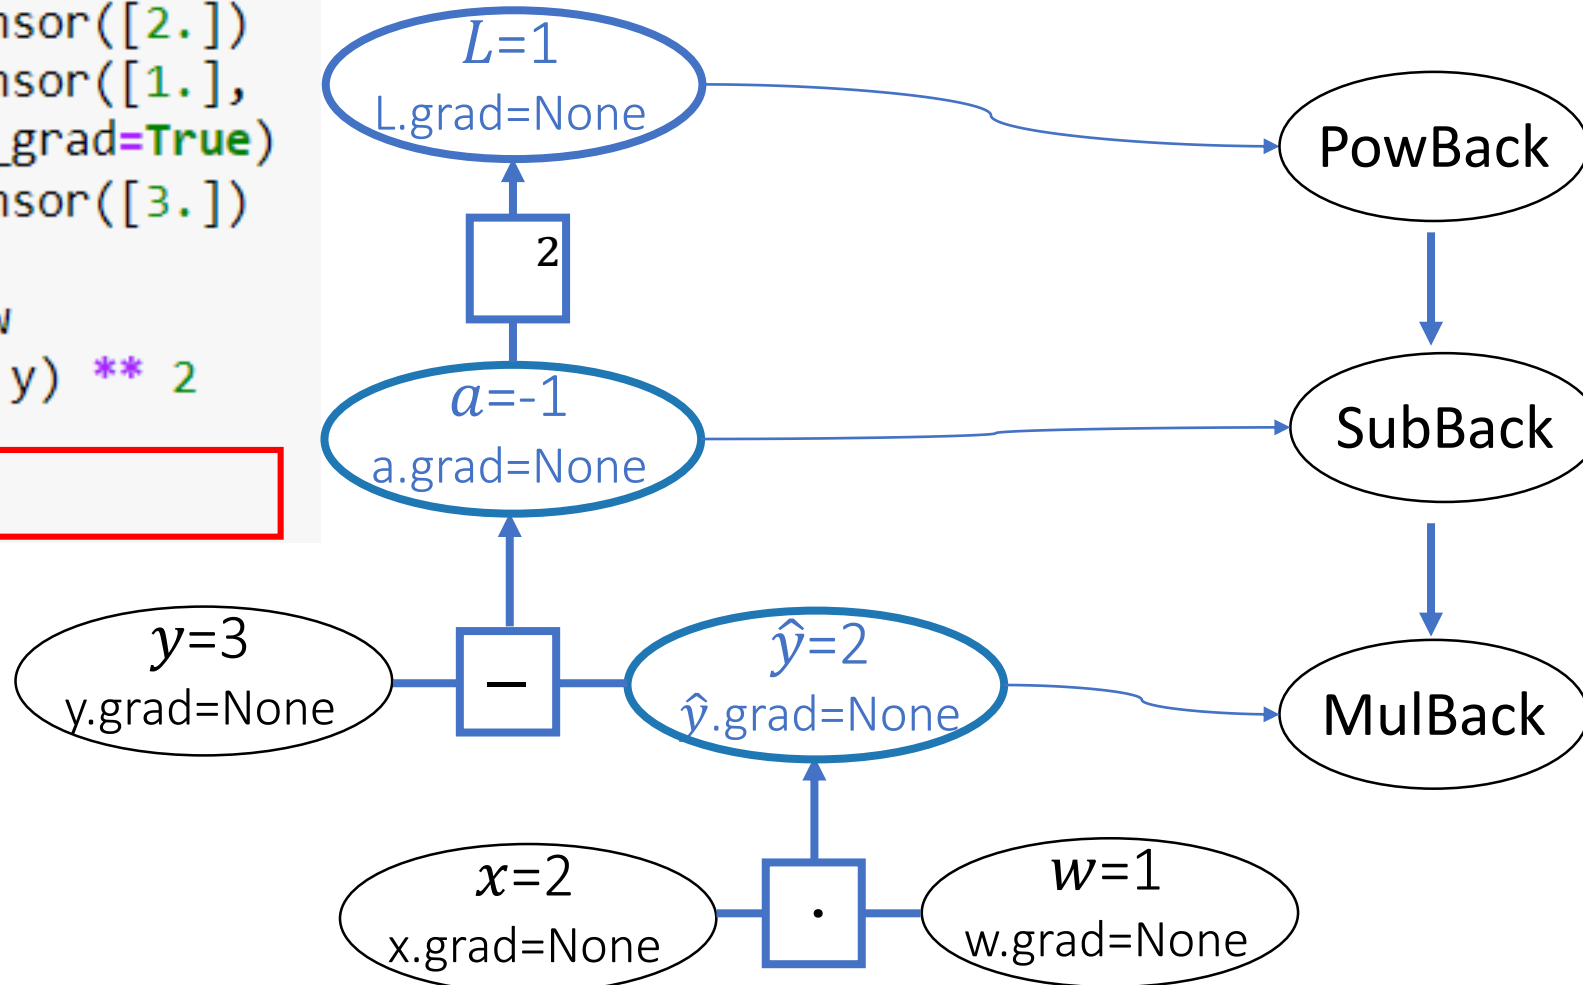 nsor([2.])
nsor([1.],
_grad=True)
nsor([3.])
w
y) ** 2
L=1
L.grad=None
PowBack
2
a=-1
a.grad=None
SubBack
y=3
y.grad=None
−
ŷ=2
ŷ.grad=None
MulBack
x=2
x.grad=None
·
w=1
w.grad=None